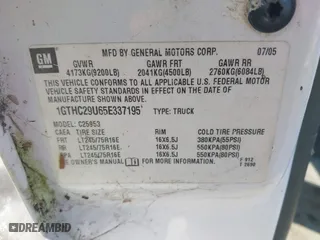 GM
MFD BY GENERAL MOTORS CORP. 07/05
GVWR GAWR FRT GAWR RR
4173KG(9200LB) 2041KG(4500LB) 2760KG(6084LB)
THIS VEHICLE CONFORMS TO ALL APPLICABLE U.S. FEDERAL MOTOR
VEHICLE SAFETY STANDARDS IN EFFECT ON THE DATE OF
MANUFACTURE SHOWN ABOVE.
1GTHC29U65E337195 TYPE: TRUCK
MODEL: C25953
TIRE SIZE RIM COLD TIRE PRESSURE
FRT LT245/75R16E 16X6.5J 380KPA(55PSI)
RR LT245/75R16E 16X6.5J 550KPA(80PSI)
LT245/75R16E 16X6.5J 550KPA(80PSI)
SEE OWNER'S MANUAL FOR MORE INFORMATION.